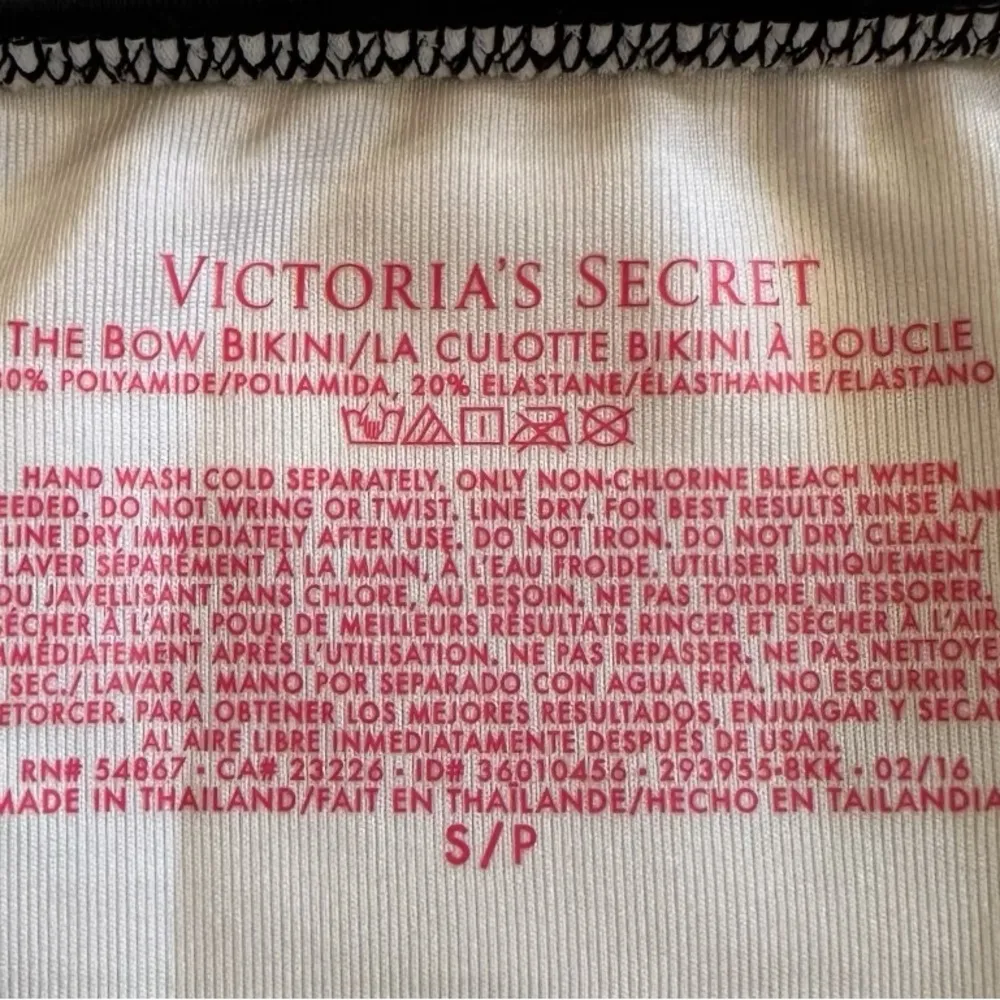 VICTORIA'S SECRET
THE BOW BIKINI/LA CULOTTE BIKINI À BOUCLE
0% POLYAMIDE/POLIAMIDA, 20% ELASTANE/ÉLASTHANNE/ELASTANO
HAND WASH COLD SEPARATELY. ONLY NON-CHLORINE BLEACH WHEN
EEDED. DO NOT WRING OR TWIST. LINE DRY. FOR BEST RESULTS RINSE AND
LINE DRY IMMEDIATELY AFTER USE. DO NOT IRON. DO NOT DRY CLEAN./
LAVER SÉPARÉMENT À LA MAIN, À L'EAU FROIDE. UTILISER UNIQUEMENT
DU JAVELLISANT SANS CHLORE, AU BESOIN. NE PAS TORDRE NI ESSORER.
SÉCHER À L'AIR. POUR DE MEILLEURS RÉSULTATS RINCER ET SÉCHER À L'AIR
MMÉDIATEMENT APRÈS L'UTILISATION. NE PAS REPASSER. NE PAS NETTOYE
SEC./LAVAR A MANO POR SEPARADO CON AGUA FRÍA. NO ESCURRIR N
ETORCER. PARA OBTENER LOS MEJORES RESULTADOS, ENJUAGAR Y SECA
AL AIRE LIBRE INMEDIATAMENTE DESPUÉS DE USAR.
RN# 54867 · CA# 23226 · ID# 36010456 · 293955-8KK · 02/16
MADE IN THAILAND/FAIT EN THAÏLANDE/HECHO EN TAILANDIA
S/P